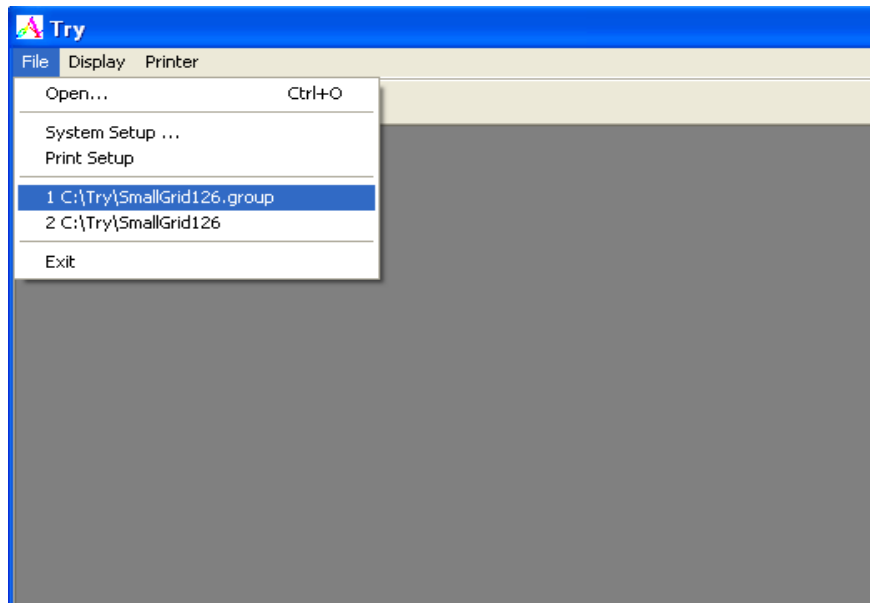 Try
File Display Printer
Open... Ctrl+O
System Setup ...
Print Setup
1 C:\Try\SmallGrid126.group
2 C:\Try\SmallGrid126
Exit